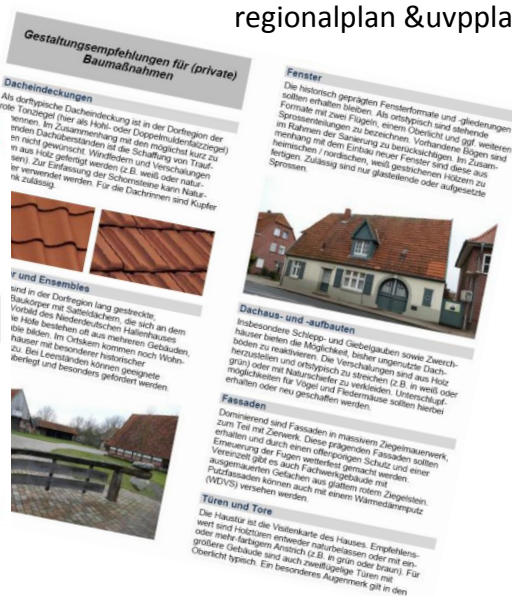 regionalplan &uvppla
Gestaltungsempfehlungen für (private)
Baumaßnahmen
Dacheindeckungen
Als dorftypische Dacheindeckung ist in der Dorfregion der
rote Tonziegel (hier als Hohl- oder Doppelmuldenfalzziegel)
nennen. Im Zusammenhang mit den möglichst kurz zu
enden Dachüberständen ist die Schaffung von Trauf-
en nicht gewünscht. Windfedern und Verschalungen
n aus Holz gefertigt werden (z.B. weiß oder natur-
sien). Zur Einfassung der Schornsteine kann Natur-
er verwendet werden. Für die Dachrinnen sind Kupfer
nk zulässig.
r und Ensembles
sind in der Dorfregion lang gestreckte,
Baukörper mit Satteldächern, die sich an dem
Vorbild des Niederdeutschen Hallenhauses
e Höfe bestehen oft aus mehreren Gebäuden,
ble bilden. Im Ortskern kommen noch Wohn-
häuser mit besonderer historischer
zu. Bei Leerständen können geeignete
überlegt und besonders gefördert werden.
Fenster
Die historisch geprägten Fensterformate und -gliederungen
sollten erhalten bleiben. Als ortstypisch sind stehende
Formate mit zwei Flügeln, einem Oberlicht und ggf. weiteren
Sprossenteilungen zu bezeichnen. Vorhandene Bögen sind
im Rahmen der Sanierung zu berücksichtigen. Im Zusam-
menhang mit dem Einbau neuer Fenster sind diese aus
heimischen / nordischen, weiß gestrichenen Hölzern zu
fertigen. Zulässig sind nur glasteilende oder aufgesetzte
Sprossen.
Dachaus- und -aufbauten
Insbesondere Schlepp- und Giebelgauben sowie Zwerch-
häuser bieten die Möglichkeit, bisher ungenutzte Dach-
böden zu reaktivieren. Die Verschalungen sind aus Holz
herzustellen und ortstypisch zu streichen (z.B. in weiß oder
grün) oder mit Naturschiefer zu verkleiden. Unterschlupf-
möglichkeiten für Vögel und Fledermäuse sollten hierbei
erhalten oder neu geschaffen werden.
Fassaden
Dominierend sind Fassaden in massivem Ziegelmauerwerk,
zum Teil mit Zierwerk. Diese prägenden Fassaden sollten
erhalten und durch einen offenporigen Schutz und einer
Erneuerung der Fugen wetterfest gemacht werden.
Vereinzelt gibt es auch Fachwerkgebäude mit
ausgemauerten Gefachen aus glattem rotem Ziegelstein.
Putzfassaden können auch mit einem Wärmedämmputz
(WDVS) versehen werden.
Türen und Tore
Die Haustür ist die Visitenkarte des Hauses. Empfehlens-
wert sind Holztüren entweder naturbelassen oder mit ein-
oder mehr-farbigem Anstrich (z.B. in grün oder braun). Für
größere Gebäude sind auch zweiflügelige Türen mit
Oberlicht typisch. Ein besonderes Augenmerk gilt in den